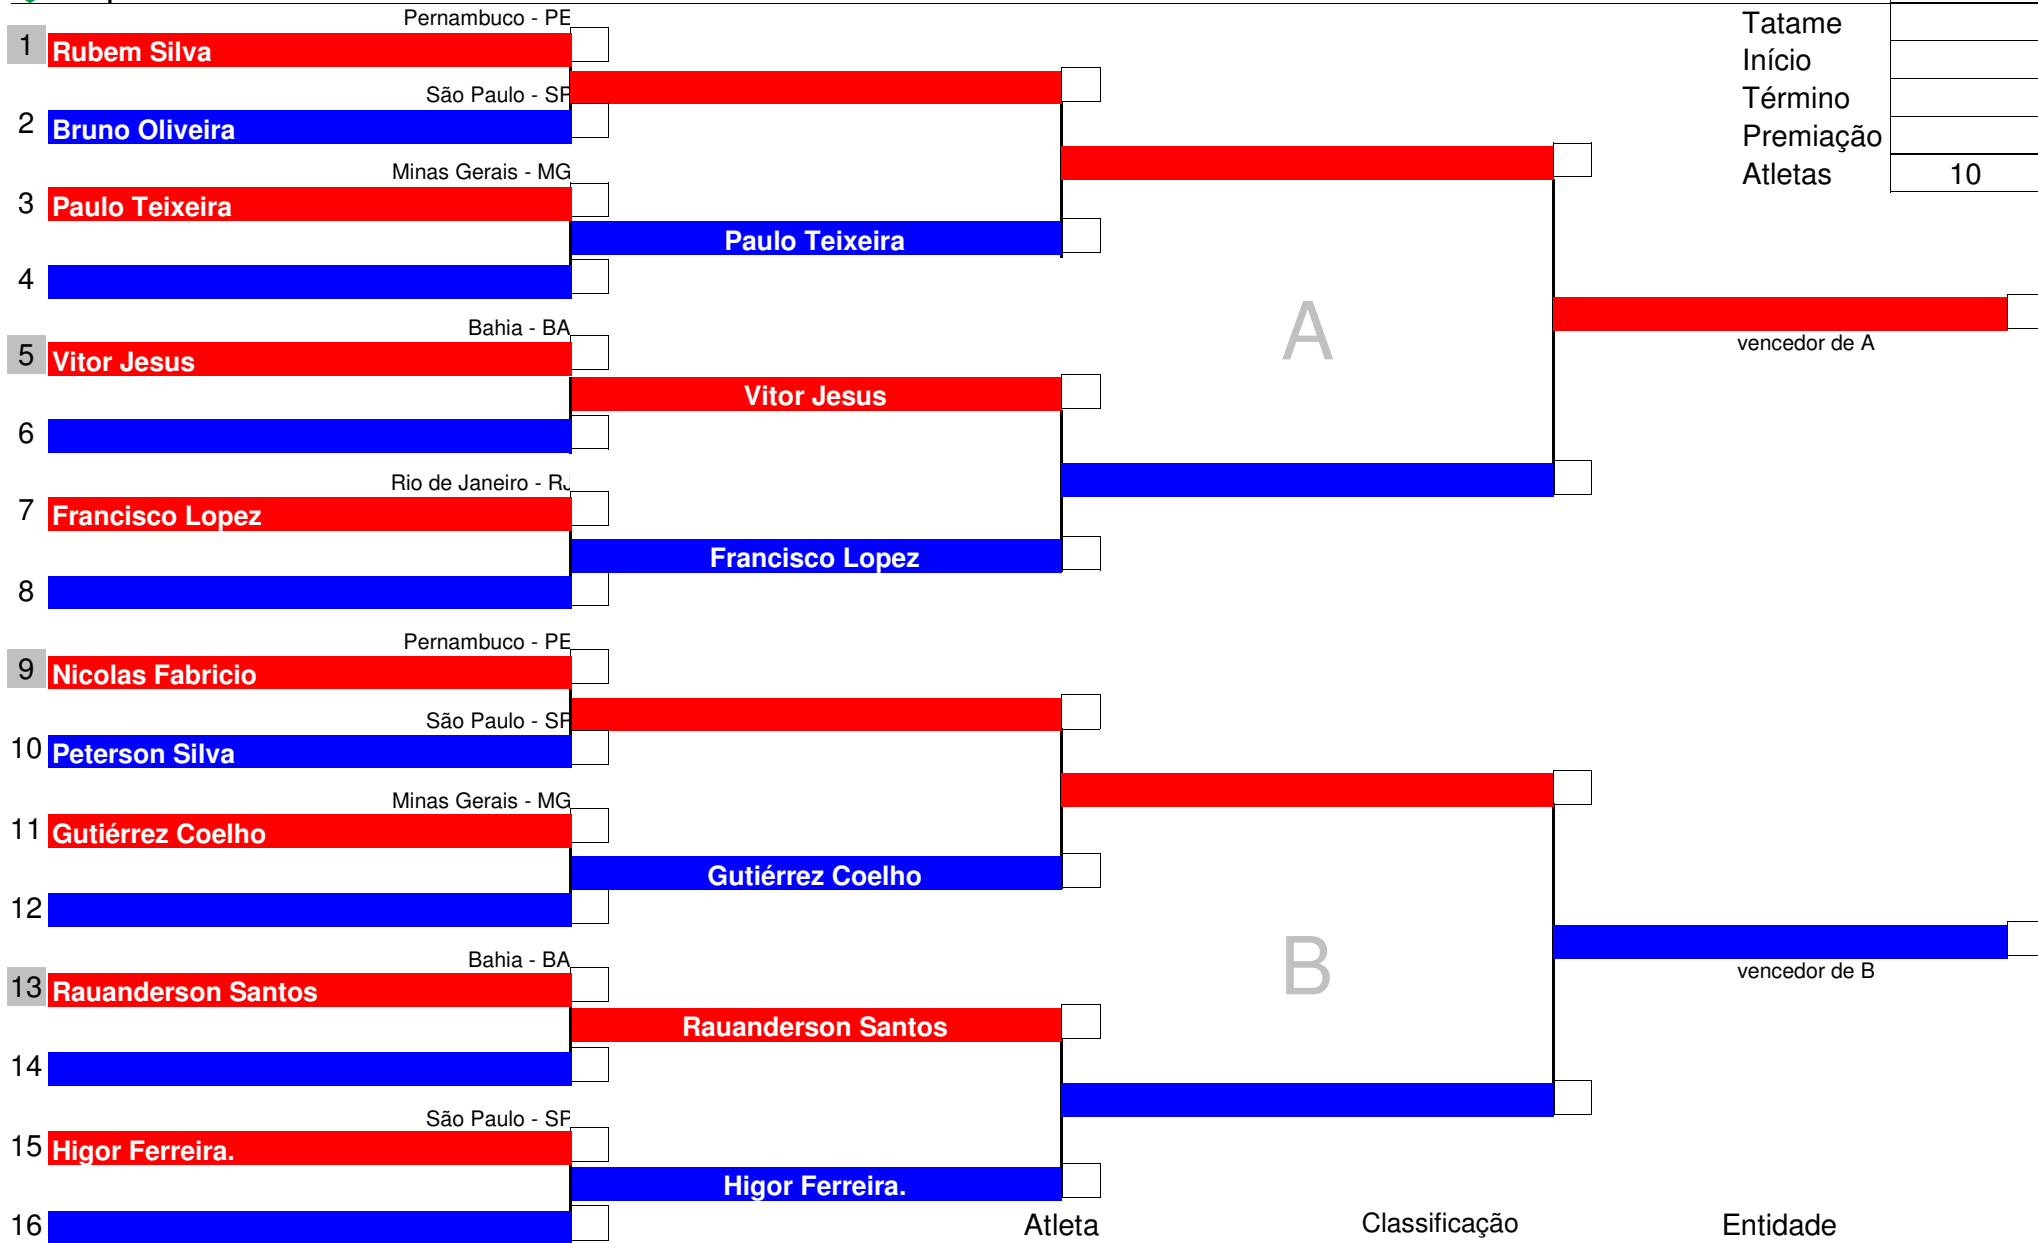 Pernambuco - PE
1 Rubem Silva
São Paulo - SP
2 Bruno Oliveira
Minas Gerais - MG
3 Paulo Teixeira
Paulo Teixeira
4
Bahia - BA
5 Vitor Jesus
Vitor Jesus
6
Rio de Janeiro - RJ
7 Francisco Lopez
Francisco Lopez
8
Pernambuco - PE
9 Nicolas Fabricio
São Paulo - SP
10 Peterson Silva
Minas Gerais - MG
11 Gutiérrez Coelho
Gutiérrez Coelho
12
Bahia - BA
13 Rauanderson Santos
Rauanderson Santos
14
São Paulo - SP
15 Higor Ferreira.
Higor Ferreira.
16
A
B
Tatame
Início
Término
Premiação
Atletas 10
vencedor de A
vencedor de B
Atleta Classificação Entidade